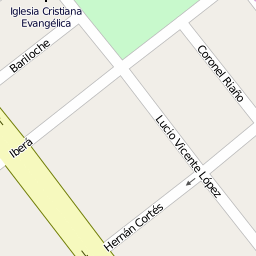 Iglesia Cristiana
Evangélica
Bariloche
Coronel Riaño
Ibera
Lucio Vicente López
Hernán Cortés